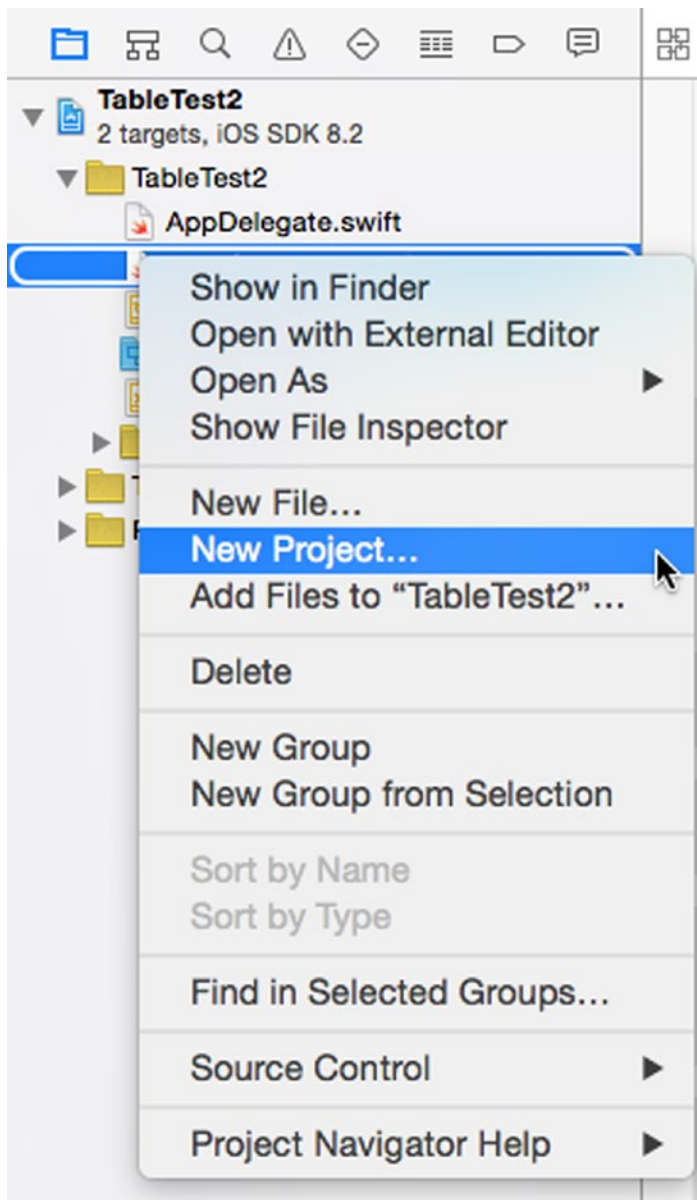 TableTest2
2 targets, iOS SDK 8.2
TableTest2
AppDelegate.swift
Show in Finder
Open with External Editor
Open As
Show File Inspector
New File...
New Project...
Add Files to “TableTest2”...
Delete
New Group
New Group from Selection
Sort by Name
Sort by Type
Find in Selected Groups...
Source Control
Project Navigator Help